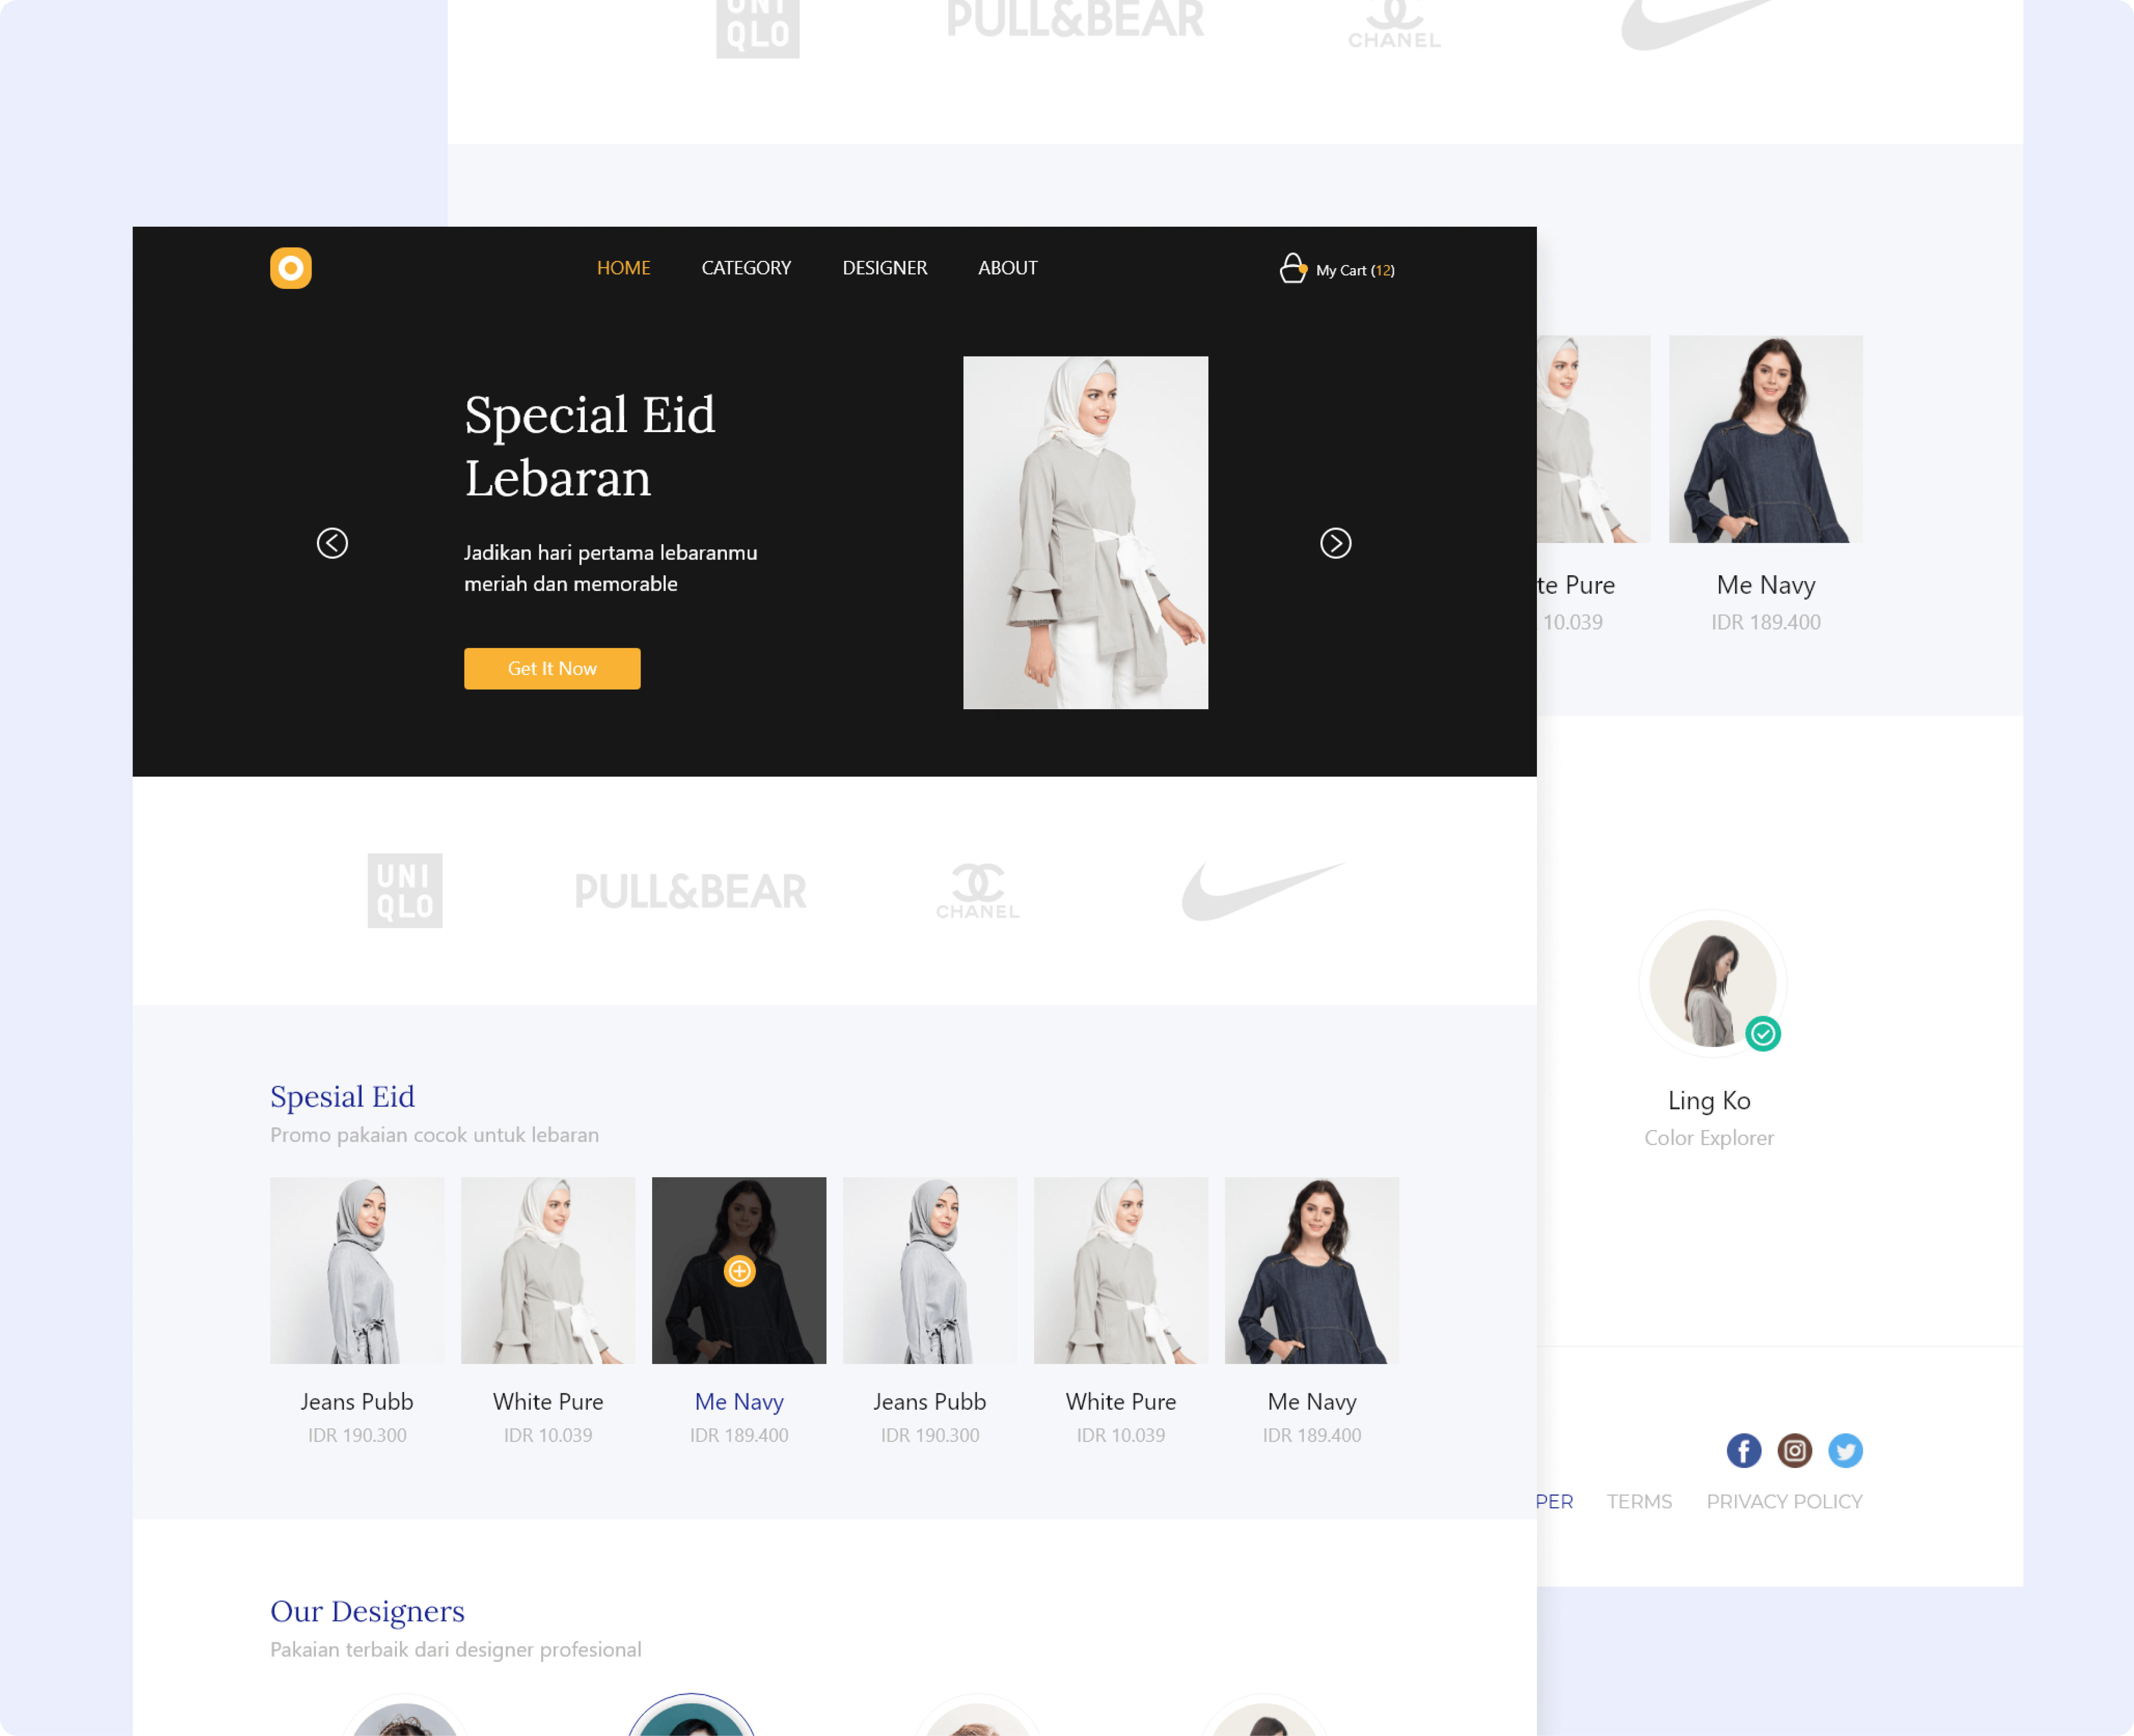 UNI
QLO
PULL&BEAR
CHANEL
HOME
CATEGORY
DESIGNER
ABOUT
My Cart (12)
Special Eid
Lebaran
Jadikan hari pertama lebaranmu
meriah dan memorable
Get It Now
te Pure
10.039
Me Navy
IDR 189.400
UNI
QLO
PULL&BEAR
CHANEL
Ling Ko
Color Explorer
Spesial Eid
Promo pakaian cocok untuk lebaran
Jeans Pubb
IDR 190.300
White Pure
IDR 10.039
Me Navy
IDR 189.400
Jeans Pubb
IDR 190.300
White Pure
IDR 10.039
Me Navy
IDR 189.400
PER
TERMS
PRIVACY POLICY
Our Designers
Pakaian terbaik dari designer profesional